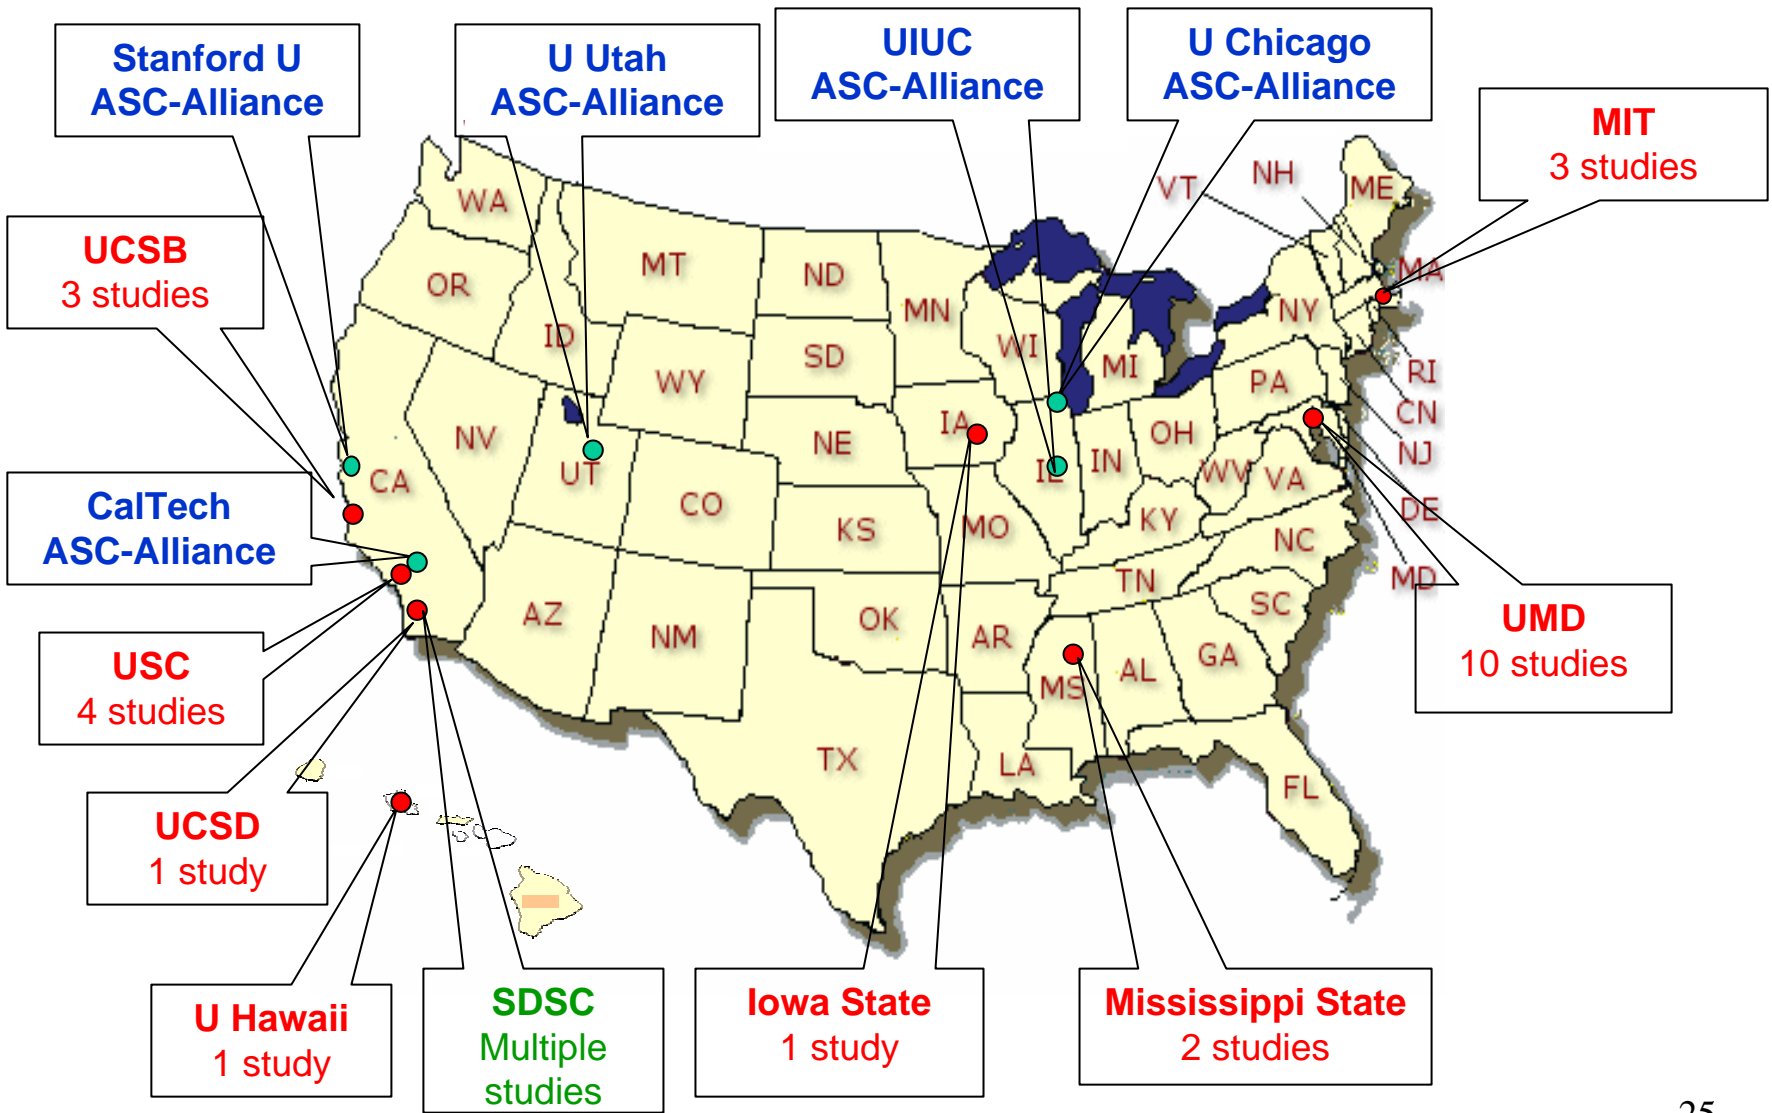 Stanford U
ASC-Alliance
U Utah
ASC-Alliance
UIUC
ASC-Alliance
U Chicago
ASC-Alliance
MIT
3 studies
UCSB
3 studies
CalTech
ASC-Alliance
USC
4 studies
UCSD
1 study
U Hawaii
1 study
SDSC
Multiple
studies
Iowa State
1 study
Mississippi State
2 studies
UMD
10 studies
WA
OR
CA
NV
ID
MT
WY
UT
AZ
CO
NM
ND
SD
NE
KS
OK
TX
MN
IA
MO
AR
LA
WI
IL
MI
IN
OH
KY
TN
MS
AL
GA
FL
SC
NC
VA
WV
PA
NY
VT
NH
ME
MA
RI
CN
NJ
DE
MD
25